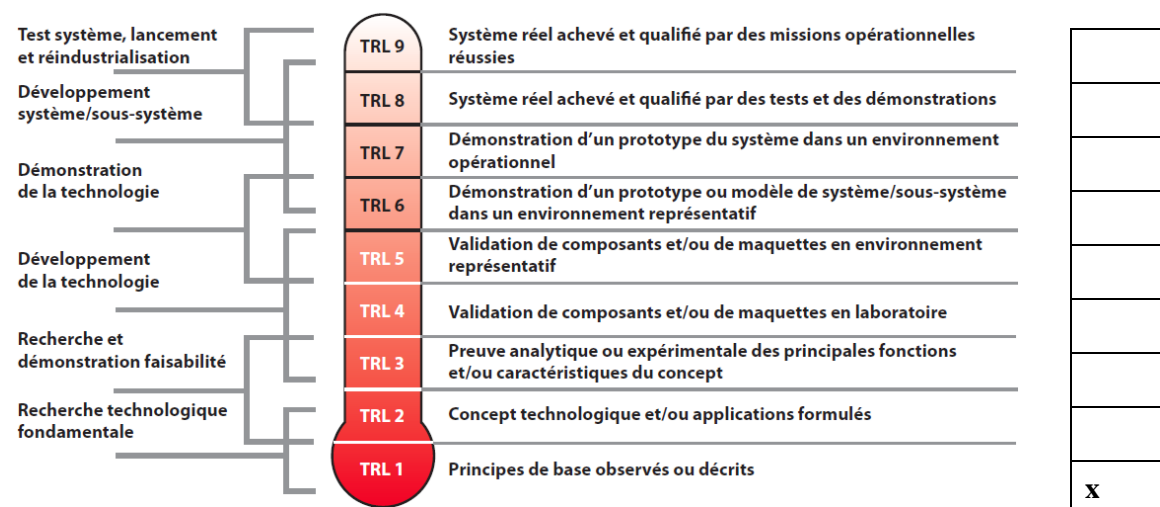 Test système, lancement
et réindustrialisation
Développement
système/sous-système
Démonstration
de la technologie
Développement
de la technologie
Recherche et
démonstration faisabilité
Recherche technologique
fondamentale
TRL 9
Système réel achevé et qualifié par des missions opérationnelles
réussies
TRL 8
Système réel achevé et qualifié par des tests et des démonstrations
TRL 7
Démonstration d’un prototype du système dans un environnement
opérationnel
TRL 6
Démonstration d’un prototype ou modèle de système/sous-système
dans un environnement représentatif
TRL 5
Validation de composants et/ou de maquettes en environnement
représentatif
TRL 4
Validation de composants et/ou de maquettes en laboratoire
TRL 3
Preuve analytique ou expérimentale des principales fonctions
et/ou caractéristiques du concept
TRL 2
Concept technologique et/ou applications formulés
TRL 1
Principes de base observés ou décrits
x